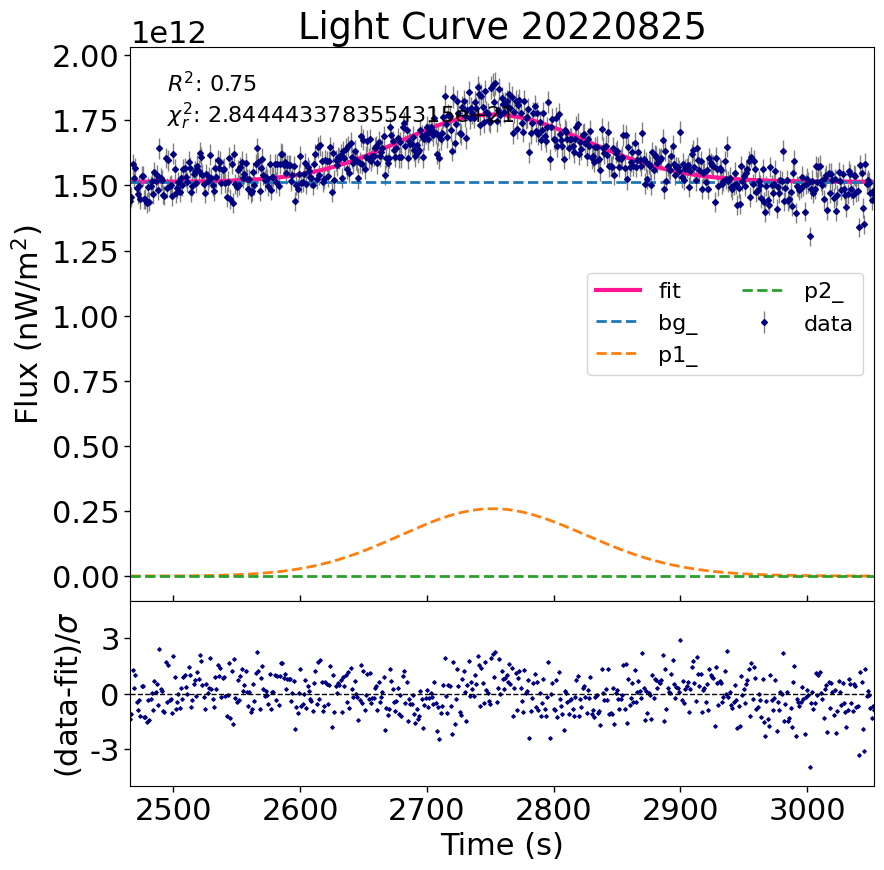 Light Curve 20220825
1e12
R²: 0.75
χ²ᵣ:
2.00
1.75
1.50
1.25
1.00
0.75
0.50
0.25
0.00
Flux (nW/m²)
fit
bg_
p1_
p2_
data
3
0
-3
(data-fit)/σ
2500 2600 2700 2800 2900 3000
Time (s)